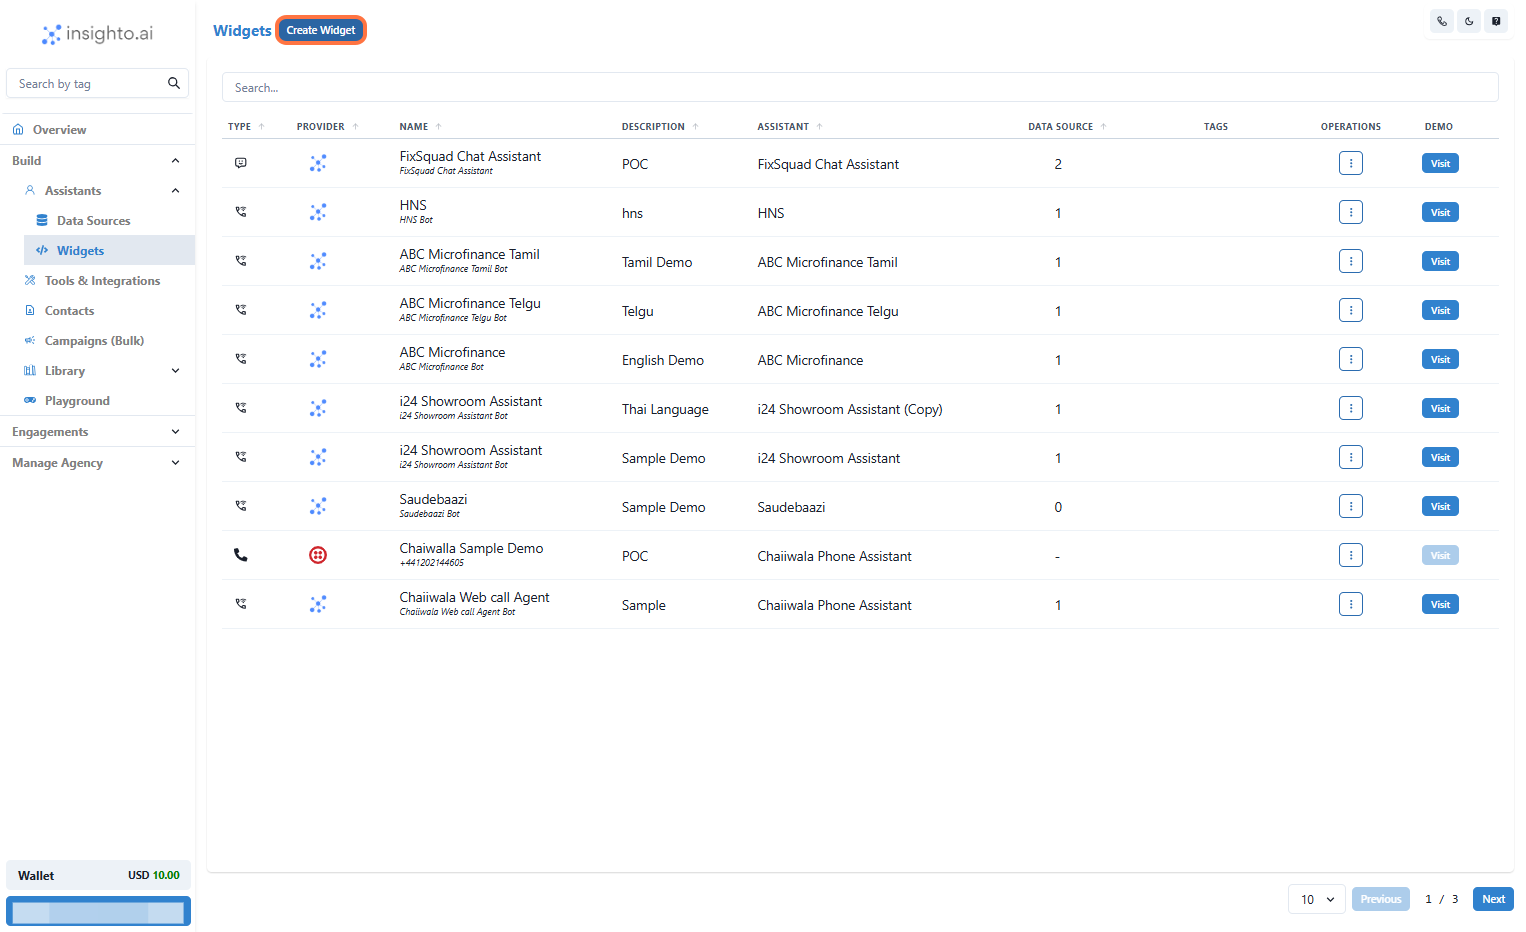 insighto.ai
Search by tag
Overview
Build
Assistants
Data Sources
Widgets
Tools & Integrations
Contacts
Campaigns (Bulk)
Library
Playground
Engagements
Manage Agency
Wallet USD 10.00
Widgets Create Widget
Search...
TYPE PROVIDER NAME DESCRIPTION ASSISTANT DATA SOURCE TAGS OPERATIONS DEMO
FixSquad Chat Assistant POC FixSquad Chat Assistant 2 Visit
FixSquad Chat Assistant
HNS hns HNS 1 Visit
HNS Bot
ABC Microfinance Tamil Tamil Demo ABC Microfinance Tamil 1 Visit
ABC Microfinance Tamil Bot
ABC Microfinance Telgu Telgu ABC Microfinance Telgu 1 Visit
ABC Microfinance Telgu Bot
ABC Microfinance English Demo ABC Microfinance 1 Visit
ABC Microfinance Bot
i24 Showroom Assistant Thai Language i24 Showroom Assistant (Copy) 1 Visit
i24 Showroom Assistant Bot
i24 Showroom Assistant Sample Demo i24 Showroom Assistant 1 Visit
i24 Showroom Assistant Bot
Saudebaazi Sample Demo Saudebaazi 0 Visit
Saudebaazi Bot
Chaiwalla Sample Demo POC Chaiiwala Phone Assistant - Visit
+441202144605
Chaiiwala Web call Agent Sample Chaiiwala Phone Assistant 1 Visit
Chaiiwala Web call Agent Bot
10 Previous 1 / 3 Next